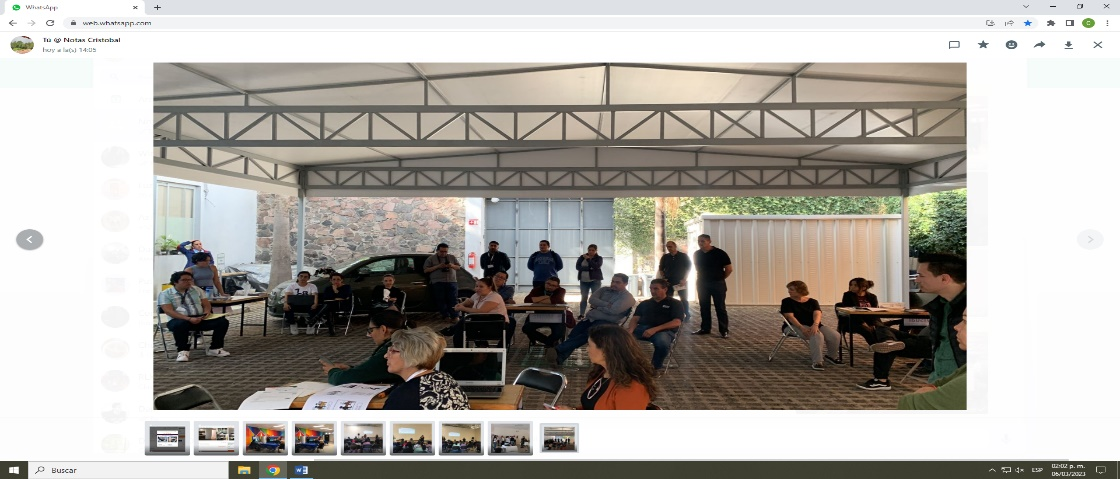 WhatsApp
web.whatsapp.com
C
Tú @ Notas Cristobal
hoy a la(s) 14:05
Buscar
ESP
02:02 p. m.
06/03/2023